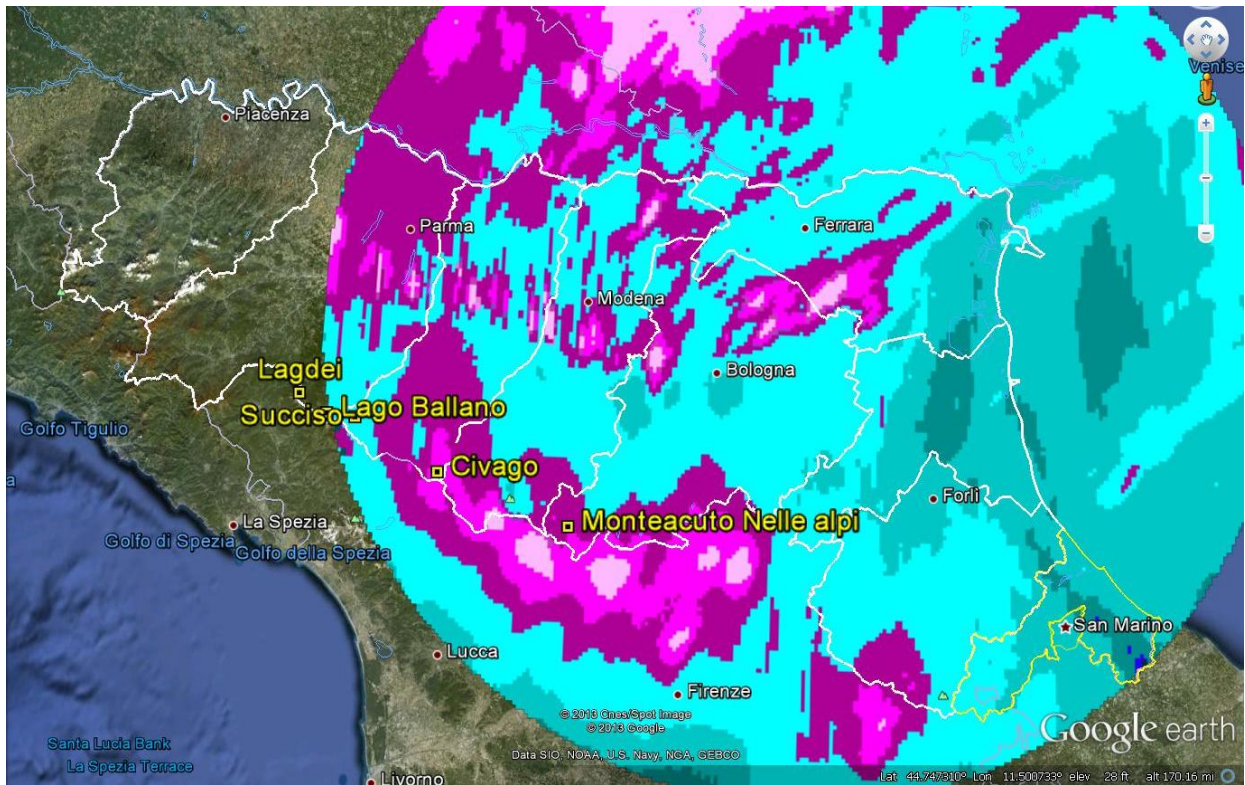 Venise
Piacenza
Parma
Ferrara
Modena
Lagdei
Bologna
Succiso
Lago Ballano
Golfo Tigulio
a
Civago
Forlì
La Spezia
Monteacuto Nelle alpi
Golfo di Spezia
Golfo della Spezia
San Marino
Lucca
Firenze
© 2013 Cnes/Spot Image
© 2013 Google
Google earth
Santa Lucia Bank
Data SIO, NOAA, U.S. Navy, NGA, GEBCO
La Spezia Terrace
Livorno
Lat 44.747310° Lon 11.500733° elev 28 ft alt 170.16 mi